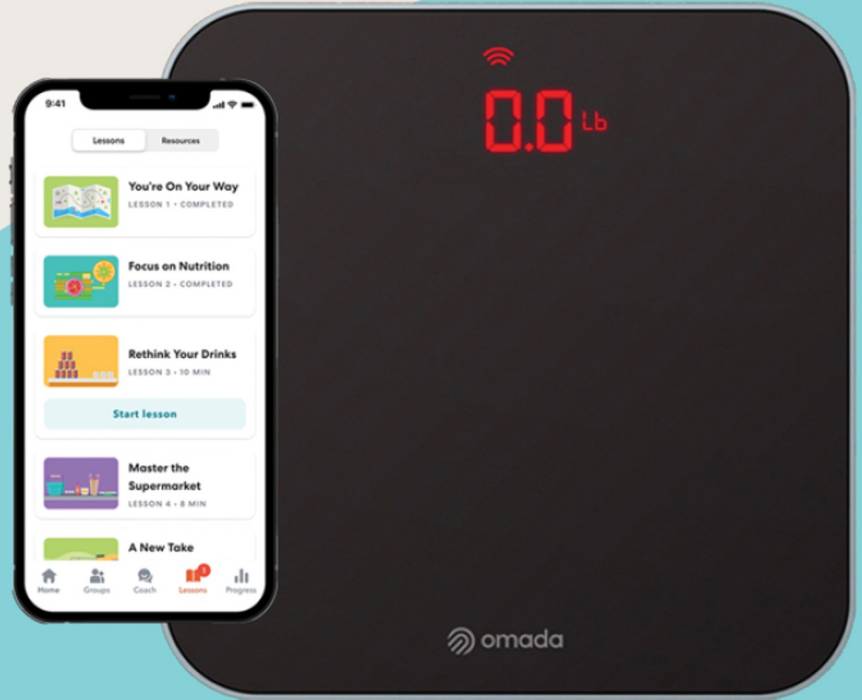 9:41
Lessons Resources
You're On Your Way
LESSON 1 • COMPLETED
Focus on Nutrition
LESSON 2 • COMPLETED
Rethink Your Drinks
LESSON 3 • 10 MIN
Start lesson
Master the
Supermarket
LESSON 4 • 8 MIN
A New Take
Home Groups Coach Lessons Progress
0.0 Lb
omada